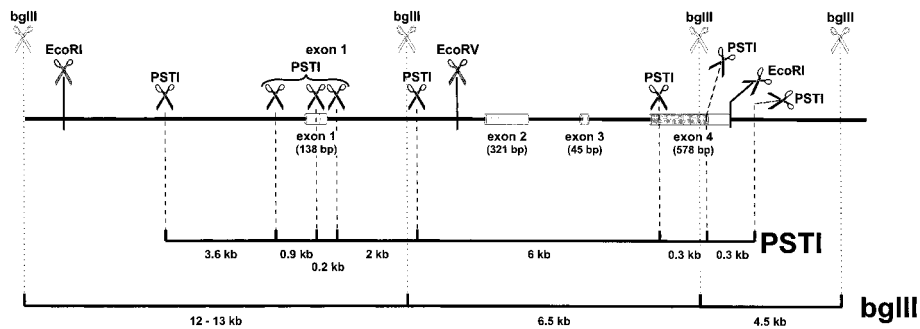 bglII
bglII
bglII
bglII
EcoRI
exon 1
EcoRV
PSTI
EcoRI
PSTI
PSTI
PSTI
PSTI
PSTI
exon 1
(138 bp)
exon 2
(321 bp)
exon 3
(45 bp)
exon 4
(578 bp)
3.6 kb
0.9 kb
0.2 kb
2 kb
6 kb
0.3 kb
0.3 kb
PSTI
12 - 13 kb
6.5 kb
4.5 kb
bglII